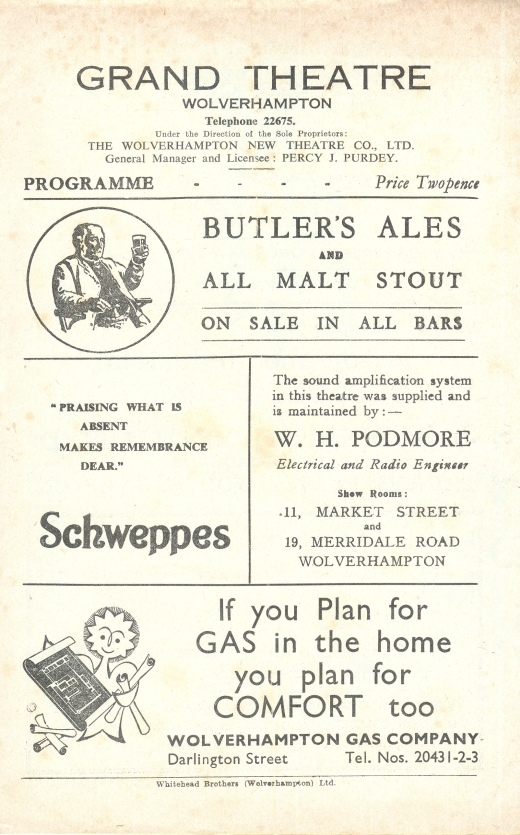 GRAND THEATRE
WOLVERHAMPTON
Telephone 22675.
Under the Direction of the Sole Proprietors:
THE WOLVERHAMPTON NEW THEATRE CO., LTD.
General Manager and Licensee : PERCY J. PURDEY.
PROGRAMME - - - - Price Twopence
BUTLER'S ALES
AND
ALL MALT STOUT
ON SALE IN ALL BARS
"PRAISING WHAT IS
ABSENT
MAKES REMEMBRANCE
DEAR."
Schweppes
The sound amplification system
in this theatre was supplied and
is maintained by :—
W. H. PODMORE
Electrical and Radio Engineer
Show Rooms :
11, MARKET STREET
and
19, MERRIDALE ROAD
WOLVERHAMPTON
If you Plan for
GAS in the home
you plan for
COMFORT too
WOLVERHAMPTON GAS COMPANY
Darlington Street Tel. Nos. 20431-2-3
Whitehead Brothers (Wolverhampton) Ltd.